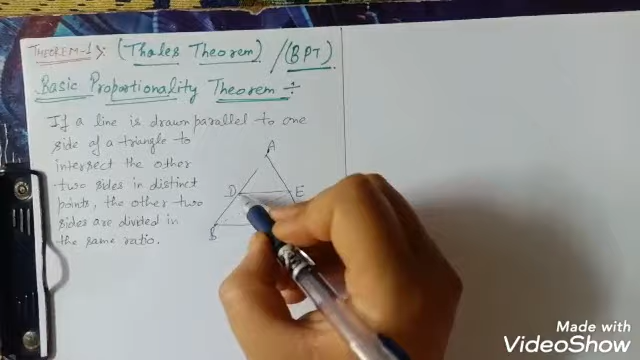 THEOREM-1:- (Thales Theorem) / (BPT)
Basic Proportionality Theorem ÷
If a line is drawn parallel to one
side of a triangle to
intersect the other
two sides in distinct
points, the other two
sides are divided in
the same ratio.
A
D E
B
Made with
VideoShow